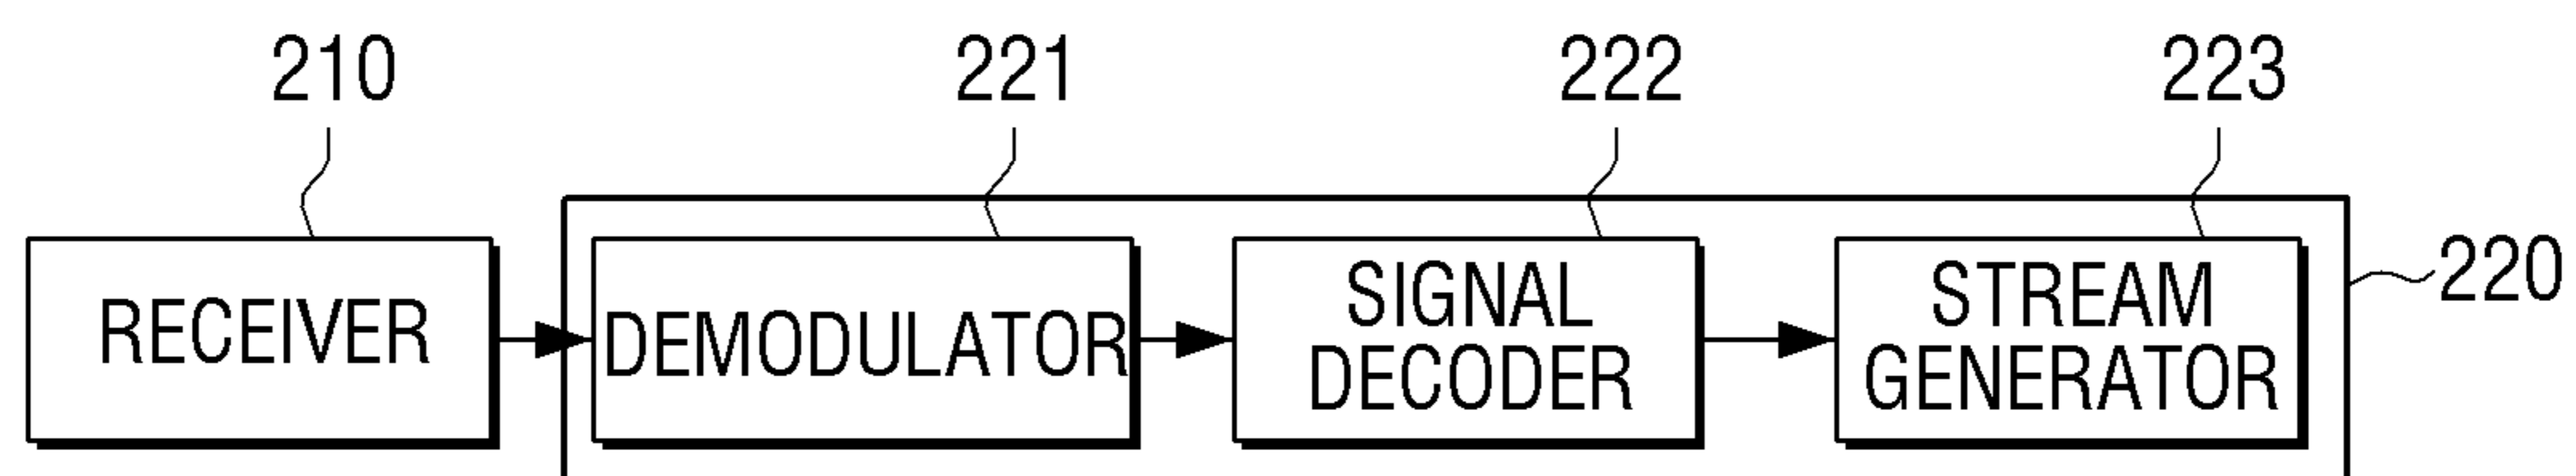 210
221
222
223
RECEIVER
DEMODULATOR
SIGNAL
DECODER
STREAM
GENERATOR
220